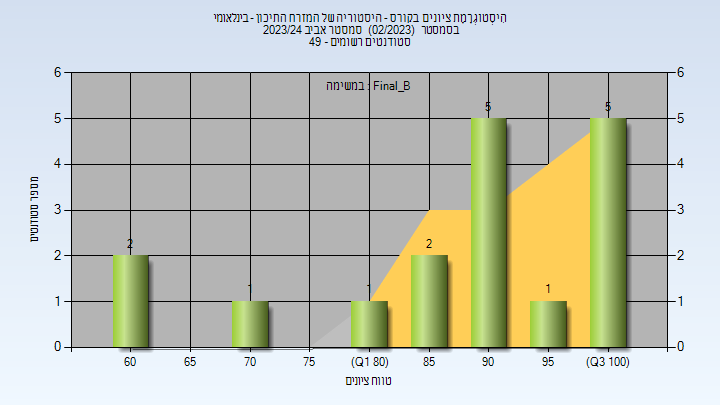 היסטוגרמת ציונים בקורס - היסטוריה של המזרח התיכון - בינלאומי
בסמסטר (02/2023) סמסטר אביב 2023/24
סטודנטים רשומים - 49
במשימה : Final_B
מספר סטודנטים
6 6
5 5
4 4
3 3
2 2
1 1
0 0
2 1 1 2 5 1 5
60 65 70 75 (Q1 80) 85 90 95 (Q3 100)
טווח ציונים